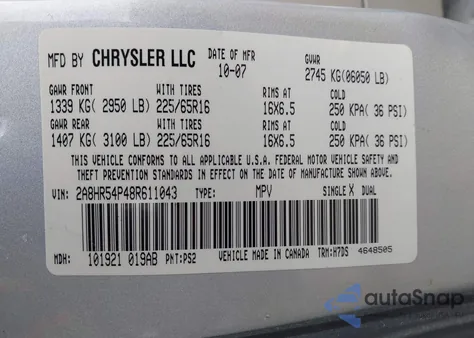 MFD BY CHRYSLER LLC DATE OF MFR 10-07 GVWR 2745 KG(06050 LB)
GAWR FRONT WITH TIRES RIMS AT COLD
1339 KG( 2950 LB) 225/65R16 16X6.5 250 KPA( 36 PSI)
GAWR REAR WITH TIRES RIMS AT COLD
1407 KG( 3100 LB) 225/65R16 16X6.5 250 KPA( 36 PSI)
THIS VEHICLE CONFORMS TO ALL APPLICABLE U.S.A. FEDERAL MOTOR VEHICLE SAFETY AND
THEFT PREVENTION STANDARDS IN EFFECT ON THE DATE OF MANUFACTURE SHOWN ABOVE.
VIN: 2A8HR54P48R611043 TYPE: MPV SINGLE X DUAL
MDH: 101921 019AB PNT:PS2 VEHICLE MADE IN CANADA TRM:H7DS 4648505
autoSnap